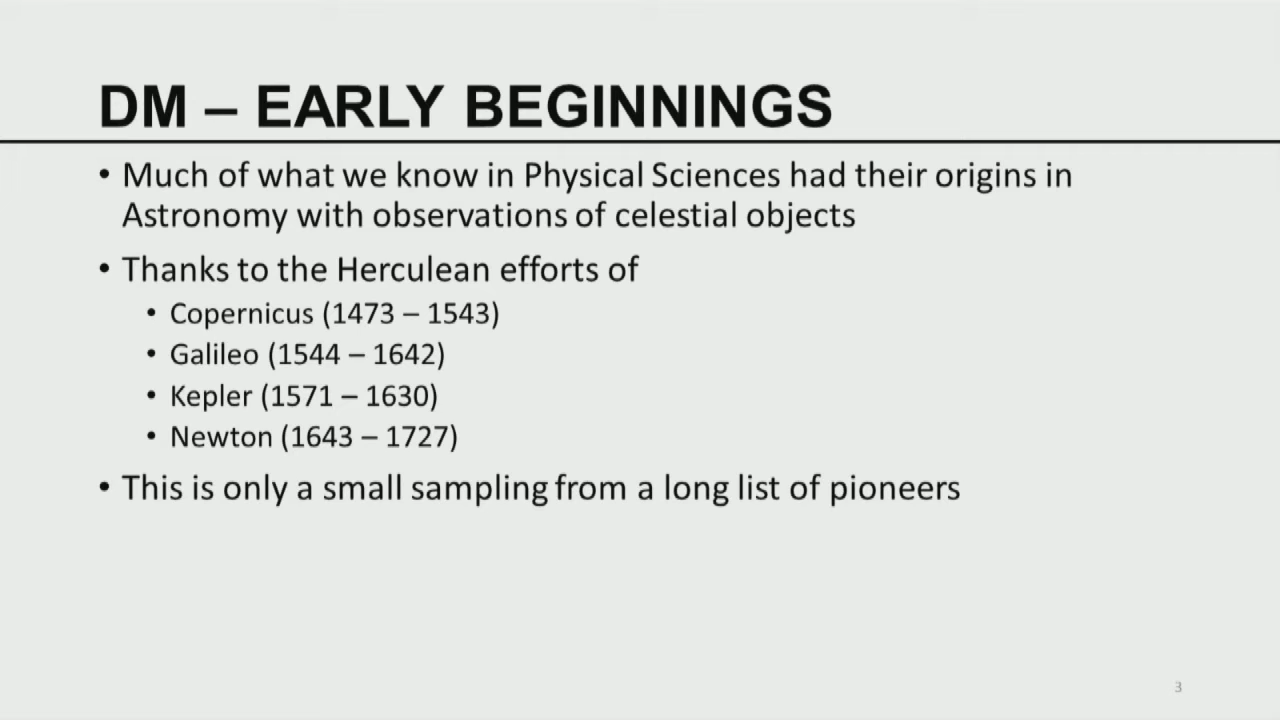 DM – EARLY BEGINNINGS
• Much of what we know in Physical Sciences had their origins in
Astronomy with observations of celestial objects
• Thanks to the Herculean efforts of
• Copernicus (1473 – 1543)
• Galileo (1544 – 1642)
• Kepler (1571 – 1630)
• Newton (1643 – 1727)
• This is only a small sampling from a long list of pioneers
3